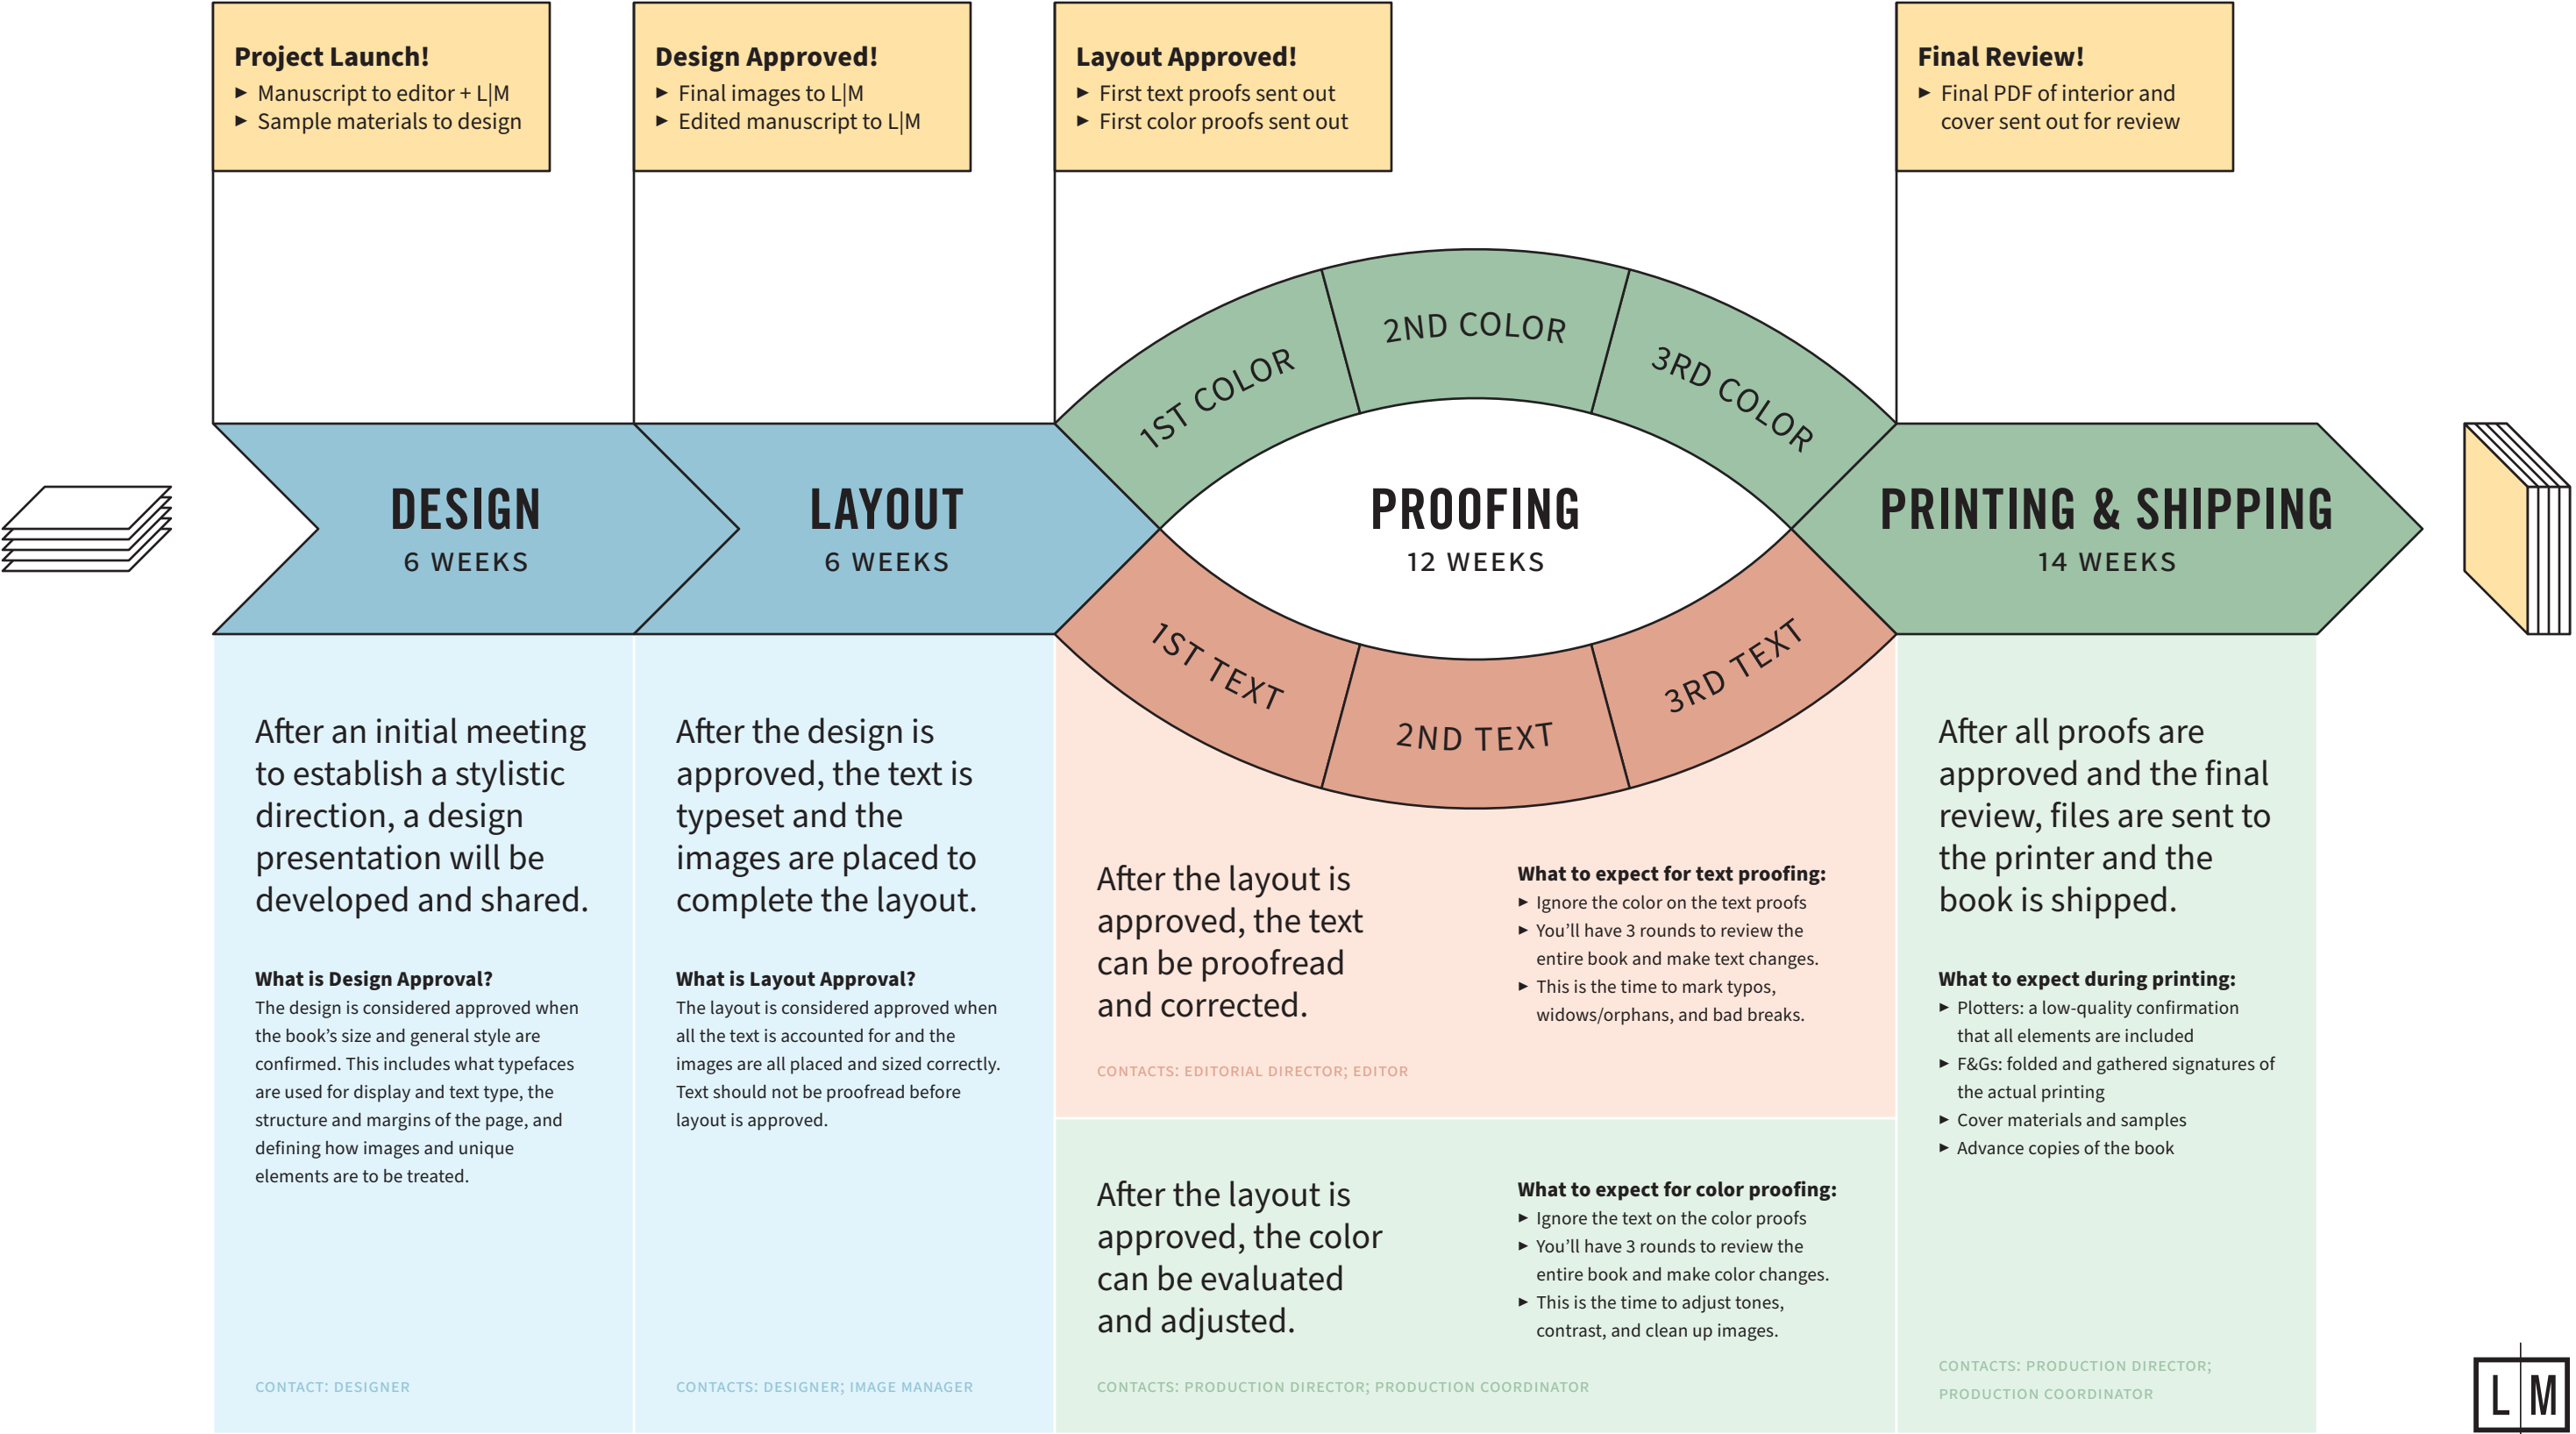 Project Launch!
► Manuscript to editor + L|M
► Sample materials to design
Design Approved!
► Final images to L|M
► Edited manuscript to L|M
Layout Approved!
► First text proofs sent out
► First color proofs sent out
Final Review!
► Final PDF of interior and
cover sent out for review
DESIGN
6 WEEKS
LAYOUT
6 WEEKS
1ST COLOR
2ND COLOR
3RD COLOR
PROOFING
12 WEEKS
1ST TEXT
2ND TEXT
3RD TEXT
PRINTING & SHIPPING
14 WEEKS
After an initial meeting
to establish a stylistic
direction, a design
presentation will be
developed and shared.
What is Design Approval?
The design is considered approved when
the book’s size and general style are
confirmed. This includes what typefaces
are used for display and text type, the
structure and margins of the page, and
defining how images and unique
elements are to be treated.
CONTACT: DESIGNER
After the design is
approved, the text is
typeset and the
images are placed to
complete the layout.
What is Layout Approval?
The layout is considered approved when
all the text is accounted for and the
images are all placed and sized correctly.
Text should not be proofread before
layout is approved.
CONTACTS: DESIGNER; IMAGE MANAGER
After the layout is
approved, the text
can be proofread
and corrected.
CONTACTS: EDITORIAL DIRECTOR; EDITOR
What to expect for text proofing:
► Ignore the color on the text proofs
► You’ll have 3 rounds to review the
entire book and make text changes.
► This is the time to mark typos,
widows/orphans, and bad breaks.
After the layout is
approved, the color
can be evaluated
and adjusted.
CONTACTS: PRODUCTION DIRECTOR; PRODUCTION COORDINATOR
What to expect for color proofing:
► Ignore the text on the color proofs
► You’ll have 3 rounds to review the
entire book and make color changes.
► This is the time to adjust tones,
contrast, and clean up images.
After all proofs are
approved and the final
review, files are sent to
the printer and the
book is shipped.
What to expect during printing:
► Plotters: a low-quality confirmation
that all elements are included
► F&Gs: folded and gathered signatures of
the actual printing
► Cover materials and samples
► Advance copies of the book
CONTACTS: PRODUCTION DIRECTOR;
PRODUCTION COORDINATOR
L|M